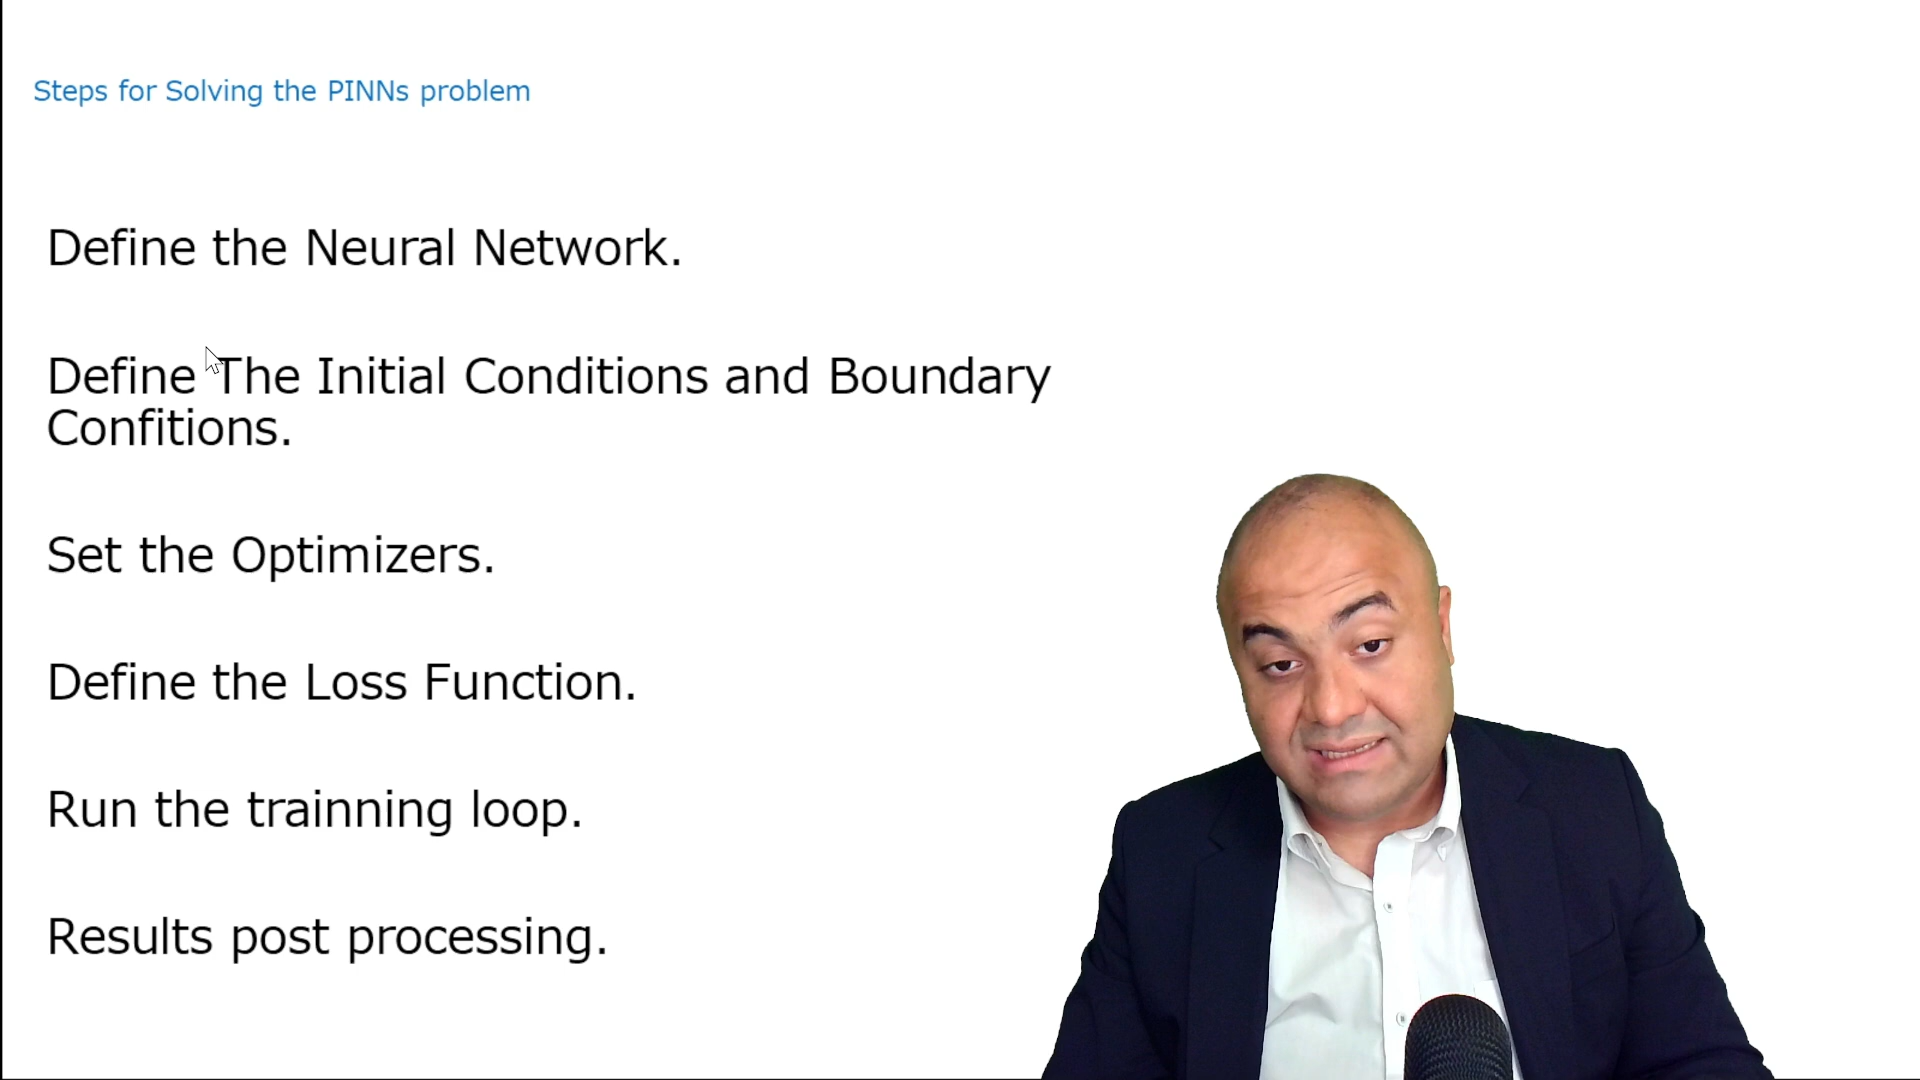 Steps for Solving the PINNs problem
Define the Neural Network.
Define The Initial Conditions and Boundary
Confitions.
Set the Optimizers.
Define the Loss Function.
Run the trainning loop.
Results post processing.